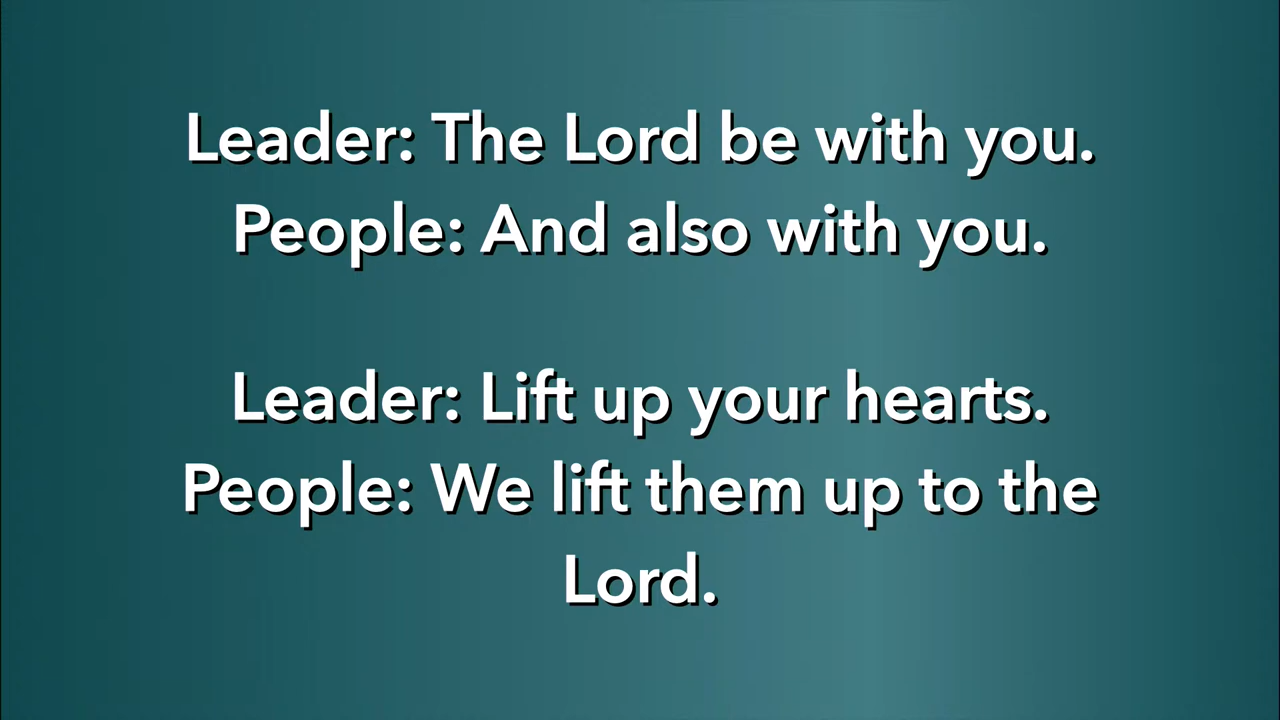 Leader: The Lord be with you.
People: And also with you.
Leader: Lift up your hearts.
People: We lift them up to the
Lord.